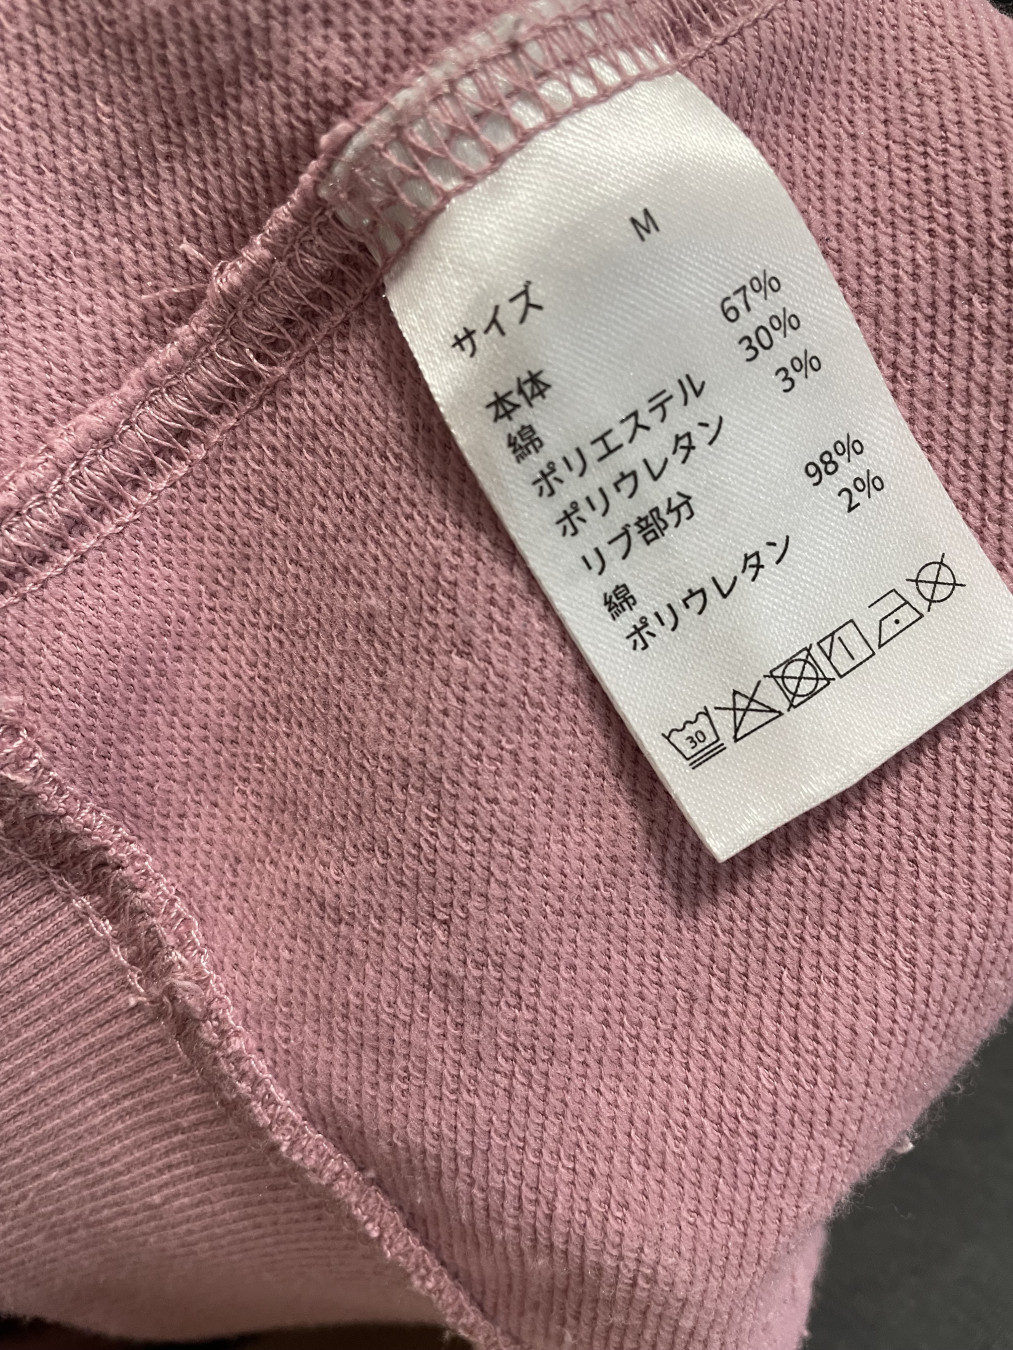 サイズ M
本体
綿 67%
ポリエステル 30%
ポリウレタン 3%
リブ部分
綿 98%
ポリウレタン 2%
30